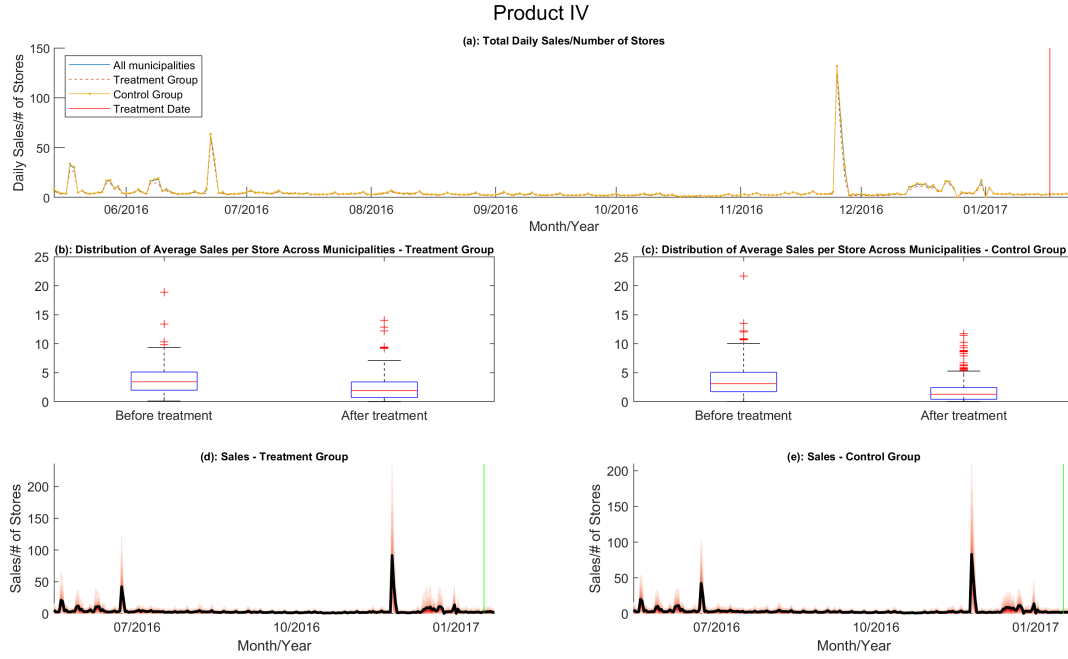 Product IV
(a): Total Daily Sales/Number of Stores
Daily Sales/# of Stores
150
100
50
0
All municipalities
Treatment Group
Control Group
Treatment Date
06/2016 07/2016 08/2016 09/2016 10/2016 11/2016 12/2016 01/2017
Month/Year
(b): Distribution of Average Sales per Store Across Municipalities - Treatment Group
25
20
15
10
5
0
Before treatment After treatment
(c): Distribution of Average Sales per Store Across Municipalities - Control Group
25
20
15
10
5
0
Before treatment After treatment
(d): Sales - Treatment Group
Sales/# of Stores
200
150
100
50
0
07/2016 10/2016 01/2017
Month/Year
(e): Sales - Control Group
Sales/# of Stores
200
150
100
50
0
07/2016 10/2016 01/2017
Month/Year